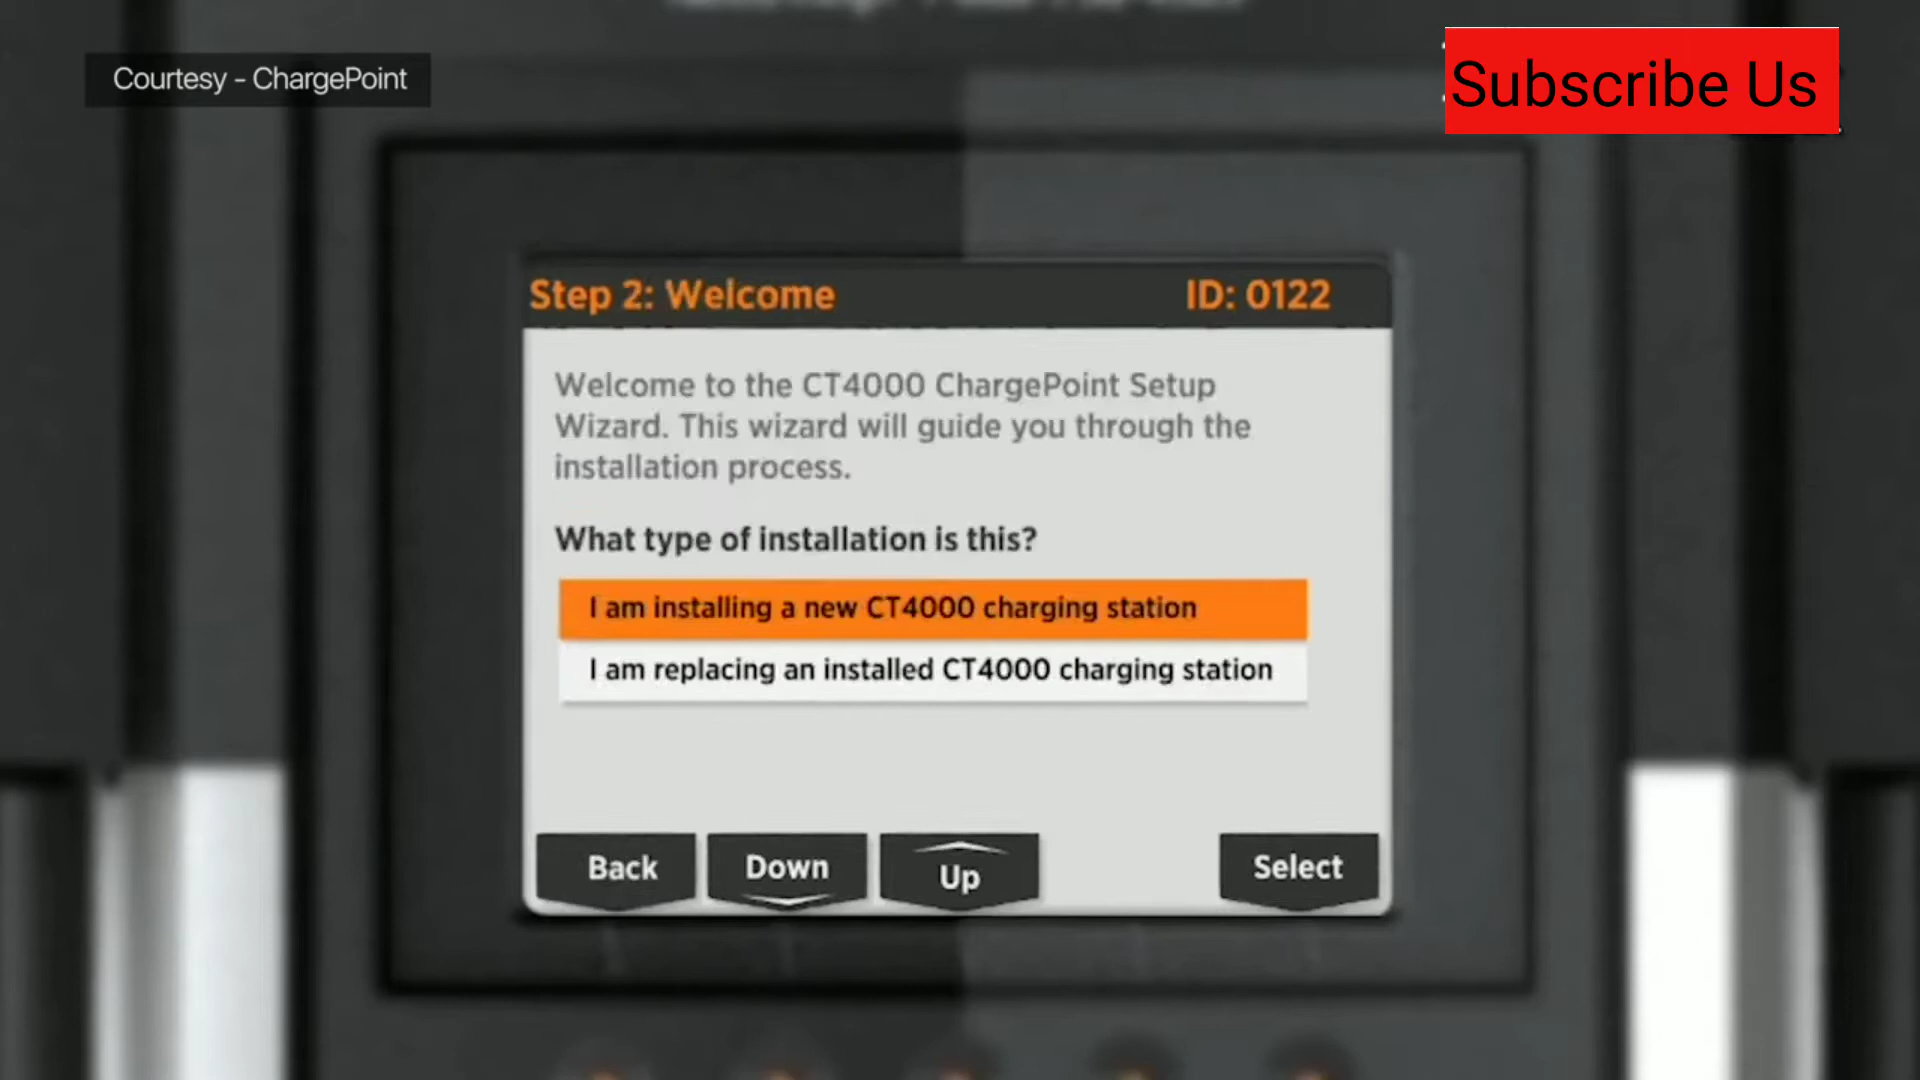 Courtesy - ChargePoint
Subscribe Us
Step 2: Welcome
ID: 0122
Welcome to the CT4000 ChargePoint Setup
Wizard. This wizard will guide you through the
installation process.
What type of installation is this?
I am installing a new CT4000 charging station
I am replacing an installed CT4000 charging station
Back
Down
Up
Select